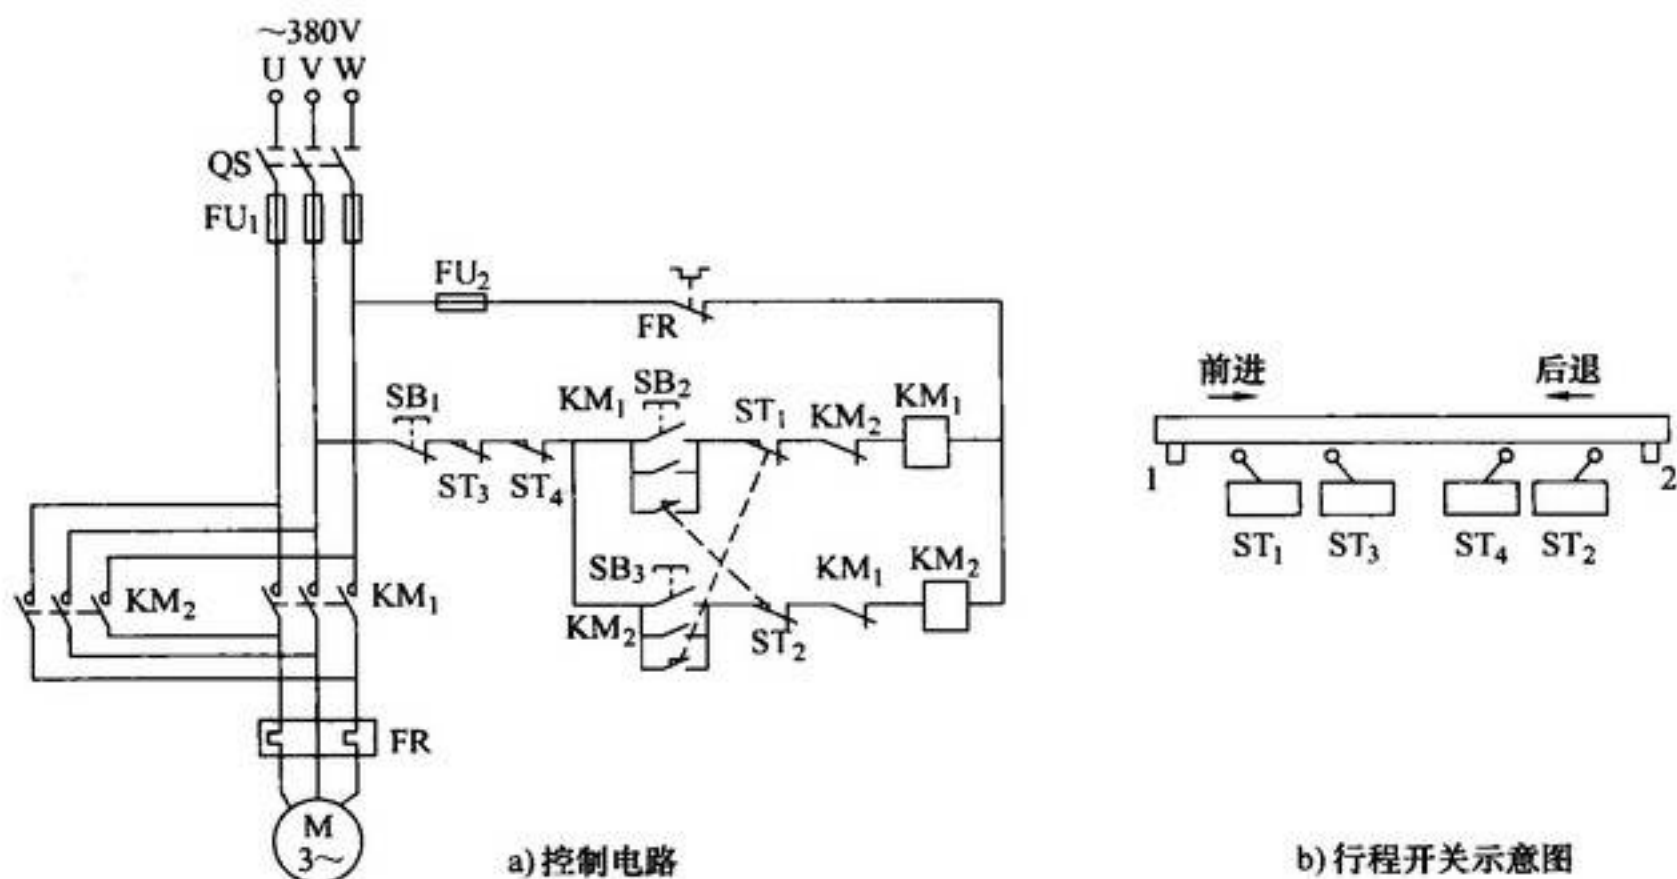 ～380V
U V W
QS
FU₁
FU₂
FR
SB₁
ST₃
ST₄
KM₁
SB₂
ST₁
KM₂
KM₁
SB₃
KM₂
ST₂
KM₁
KM₂
KM₂
KM₁
FR
M
3～
a)控制电路
前进
后退
1
2
ST₁
ST₃
ST₄
ST₂
b)行程开关示意图